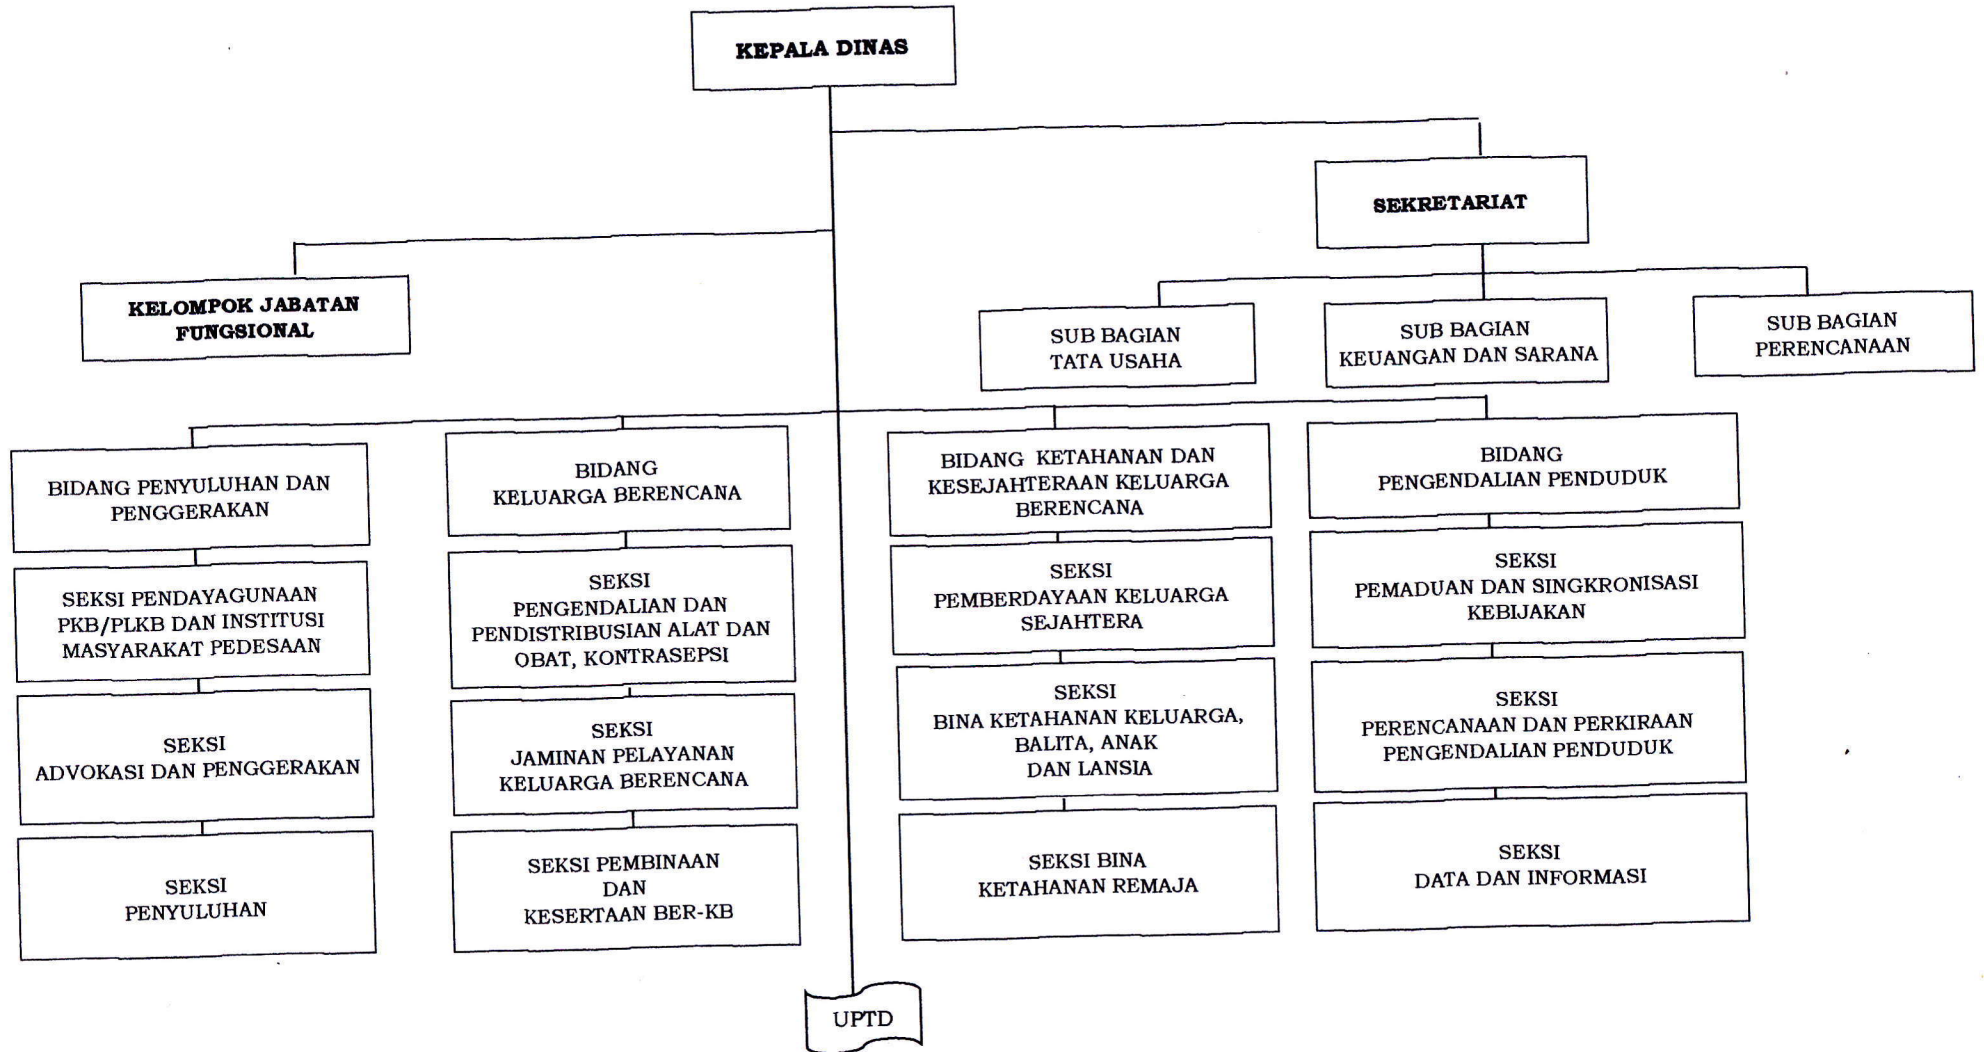 KEPALA DINAS
SEKRETARIAT
KELOMPOK JABATAN
FUNGSIONAL
SUB BAGIAN
TATA USAHA
SUB BAGIAN
KEUANGAN DAN SARANA
SUB BAGIAN
PERENCANAAN
BIDANG PENYULUHAN DAN
PENGGERAKAN
SEKSI PENDAYAGUNAAN
PKB/PLKB DAN INSTITUSI
MASYARAKAT PEDESAAN
SEKSI
ADVOKASI DAN PENGGERAKAN
SEKSI
PENYULUHAN
BIDANG
KELUARGA BERENCANA
SEKSI
PENGENDALIAN DAN
PENDISTRIBUSIAN ALAT DAN
OBAT, KONTRASEPSI
SEKSI
JAMINAN PELAYANAN
KELUARGA BERENCANA
SEKSI PEMBINAAN
DAN
KESERTAAN BER-KB
BIDANG KETAHANAN DAN
KESEJAHTERAAN KELUARGA
BERENCANA
SEKSI
PEMBERDAYAAN KELUARGA
SEJAHTERA
SEKSI
BINA KETAHANAN KELUARGA,
BALITA, ANAK
DAN LANSIA
SEKSI BINA
KETAHANAN REMAJA
BIDANG
PENGENDALIAN PENDUDUK
SEKSI
PEMADUAN DAN SINGKRONISASI
KEBIJAKAN
SEKSI
PERENCANAAN DAN PERKIRAAN
PENGENDALIAN PENDUDUK
SEKSI
DATA DAN INFORMASI
UPTD